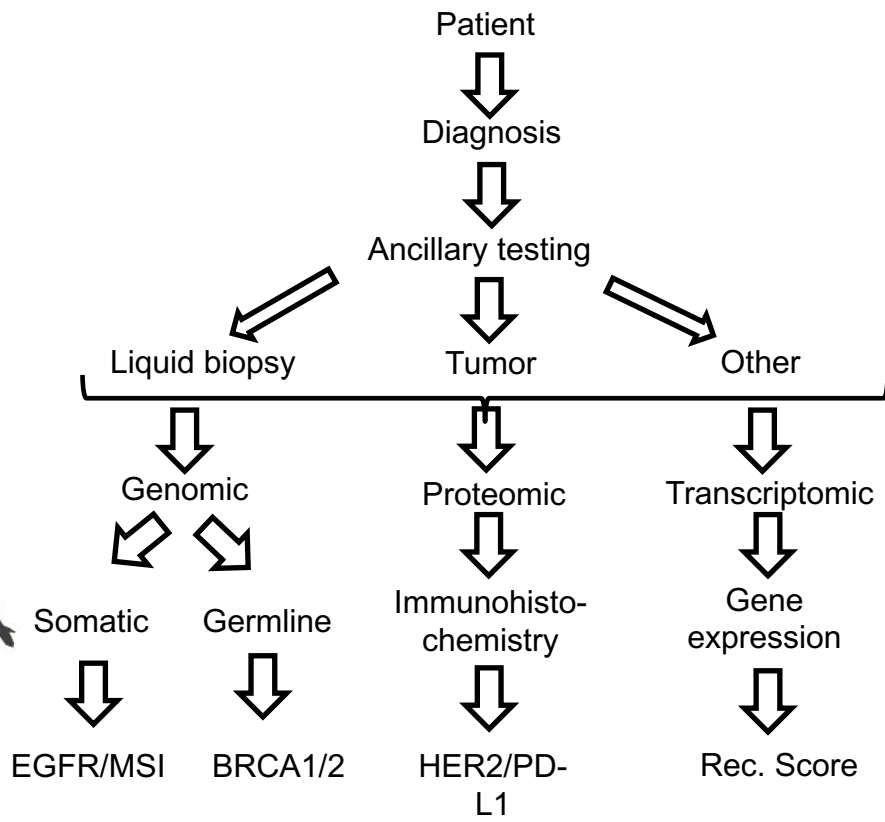 Patient
Diagnosis
Ancillary testing
Liquid biopsy
Tumor
Other
Genomic
Proteomic
Transcriptomic
Somatic
Germline
Immunohisto-
chemistry
Gene
expression
EGFR/MSI
BRCA1/2
HER2/PD-
L1
Rec. Score